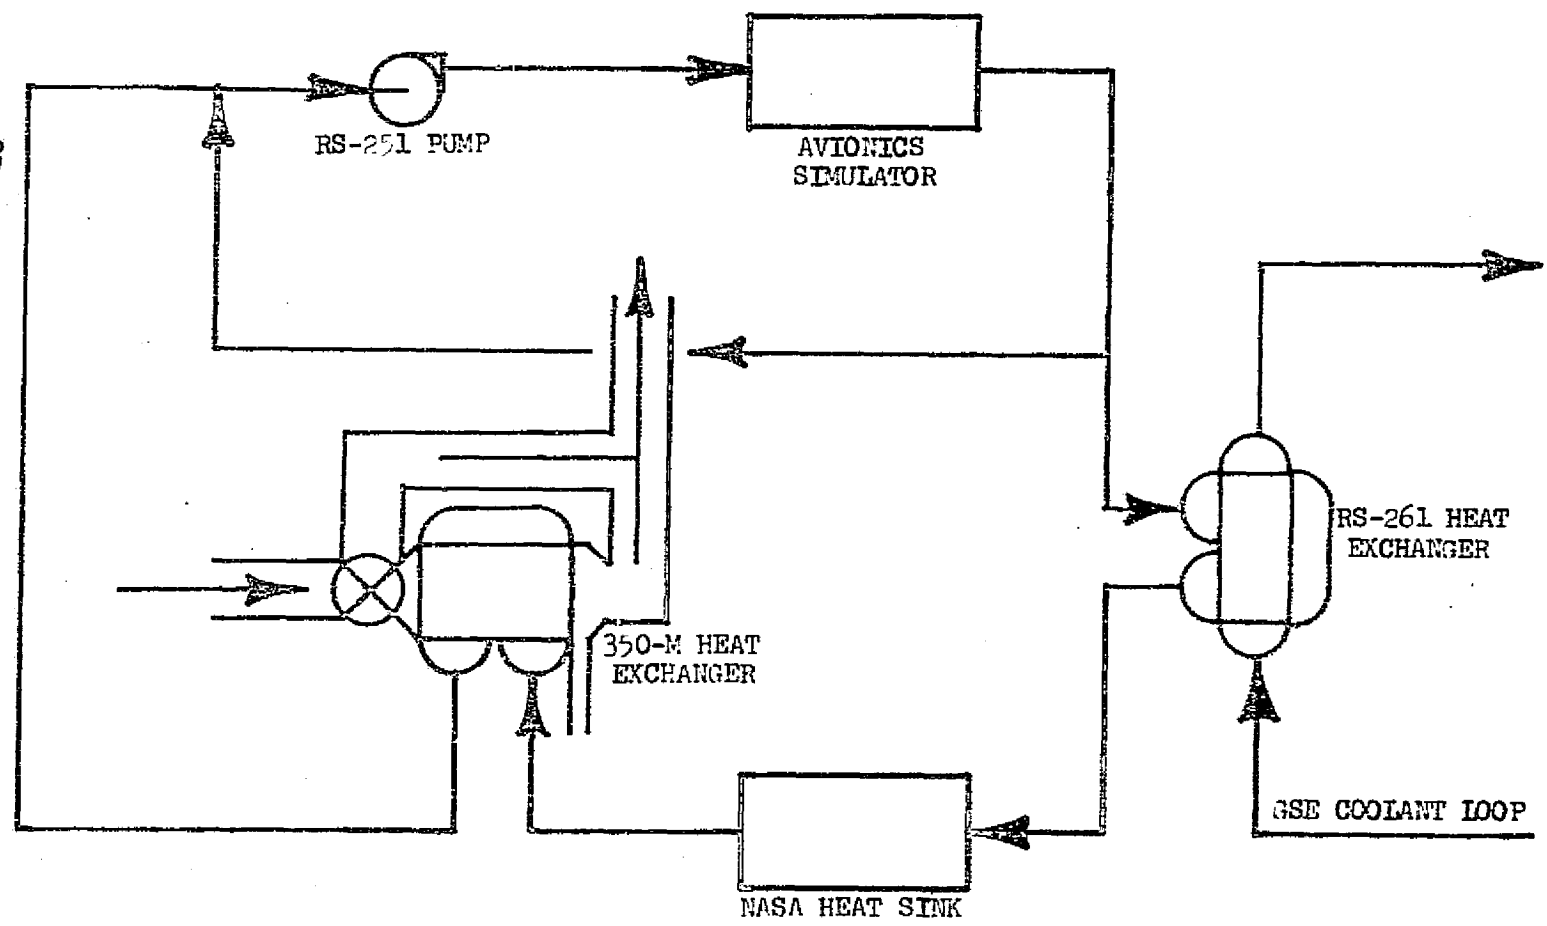 RS-251 PUMP
AVIONICS
SIMULATOR
RS-261 HEAT
EXCHANGER
350-M HEAT
EXCHANGER
GSE COOLANT LOOP
NASA HEAT SINK